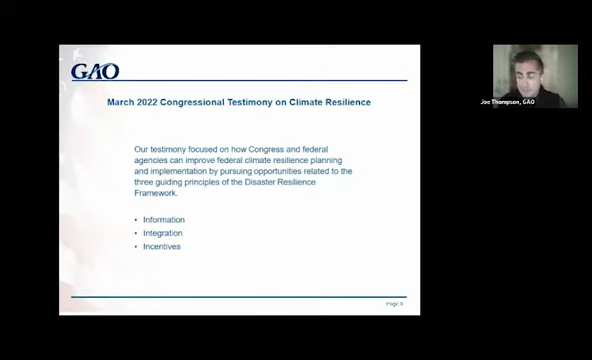 GAO
March 2022 Congressional Testimony on Climate Resilience
Our testimony focused on how Congress and federal
agencies can improve federal climate resilience planning
and implementation by pursuing opportunities related to the
three guiding principles of the Disaster Resilience
Framework.
• Information
• Integration
• Incentives
Page 6
Joe Thompson, GAO